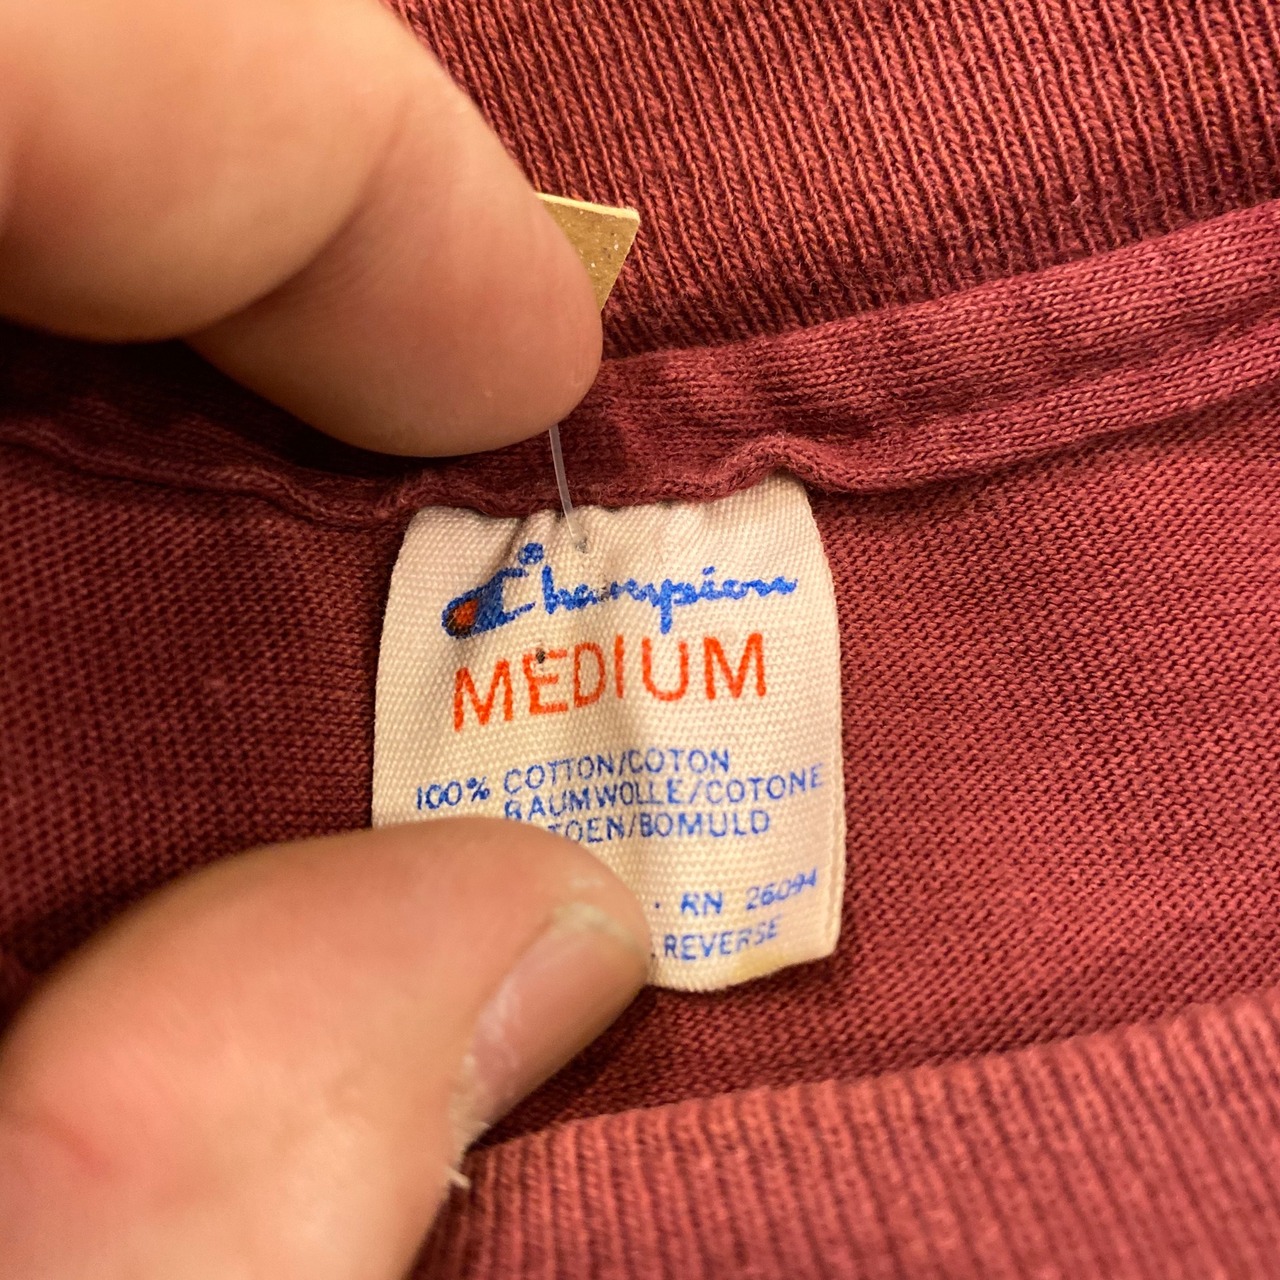 Champion
MEDIUM
100% COTTON/COTON
BAUMWOLLE/COTONE
/BOMULD
RN 26094
REVERSE